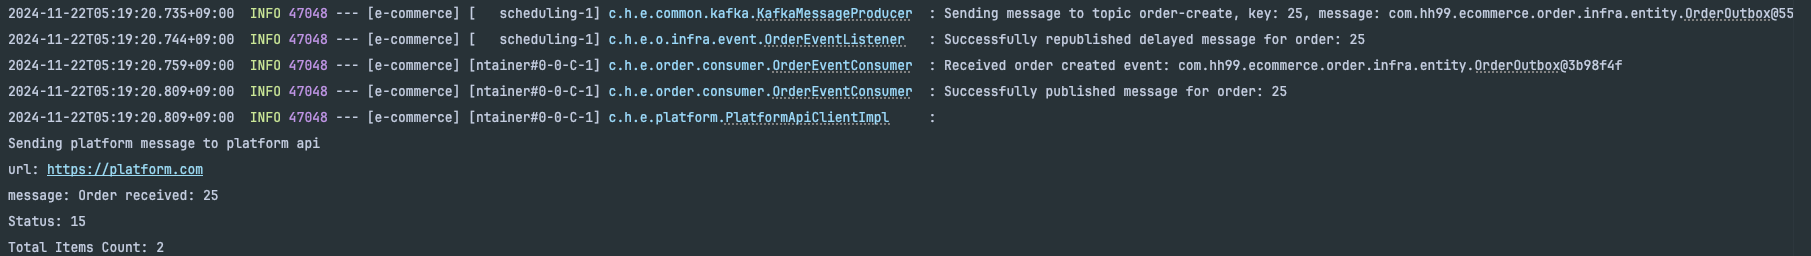 2024-11-22T05:19:20.735+09:00  INFO 47048 --- [e-commerce] [   scheduling-1] c.h.e.common.kafka.KafkaMessageProducer  : Sending message to topic order-create, key: 25, message: com.hh99.ecommerce.order.infra.entity.OrderOutbox@55
2024-11-22T05:19:20.744+09:00  INFO 47048 --- [e-commerce] [   scheduling-1] c.h.e.o.infra.event.OrderEventListener   : Successfully republished delayed message for order: 25
2024-11-22T05:19:20.759+09:00  INFO 47048 --- [e-commerce] [ntainer#0-0-C-1] c.h.e.order.consumer.OrderEventConsumer  : Received order created event: com.hh99.ecommerce.order.infra.entity.OrderOutbox@3b98f4f
2024-11-22T05:19:20.809+09:00  INFO 47048 --- [e-commerce] [ntainer#0-0-C-1] c.h.e.order.consumer.OrderEventConsumer  : Successfully published message for order: 25
2024-11-22T05:19:20.809+09:00  INFO 47048 --- [e-commerce] [ntainer#0-0-C-1] c.h.e.platform.PlatformApiClientImpl     :
Sending platform message to platform api
url: https://platform.com
message: Order received: 25
Status: 15
Total Items Count: 2